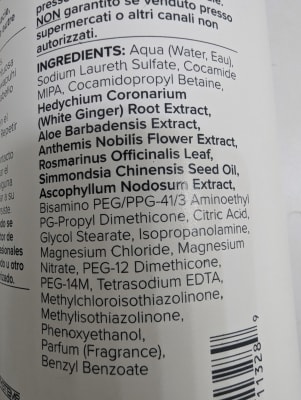 NON garantito se venduto presso
supermercati o altri canali non
autorizzati.
INGREDIENTS: Aqua (Water, Eau),
Sodium Laureth Sulfate, Cocamide
MIPA, Cocamidopropyl Betaine,
Hedychium Coronarium
(White Ginger) Root Extract,
Aloe Barbadensis Extract,
Anthemis Nobilis Flower Extract,
Rosmarinus Officinalis Leaf,
Simmondsia Chinensis Seed Oil,
Ascophyllum Nodosum Extract,
Bisamino PEG/PPG-41/3 Aminoethyl
PG-Propyl Dimethicone, Citric Acid,
Glycol Stearate, Isopropanolamine,
Magnesium Chloride, Magnesium
Nitrate, PEG-12 Dimethicone,
PEG-14M, Tetrasodium EDTA,
Methylchloroisothiazolinone,
Methylisothiazolinone,
Phenoxyethanol,
Parfum (Fragrance),
Benzyl Benzoate
11328 9